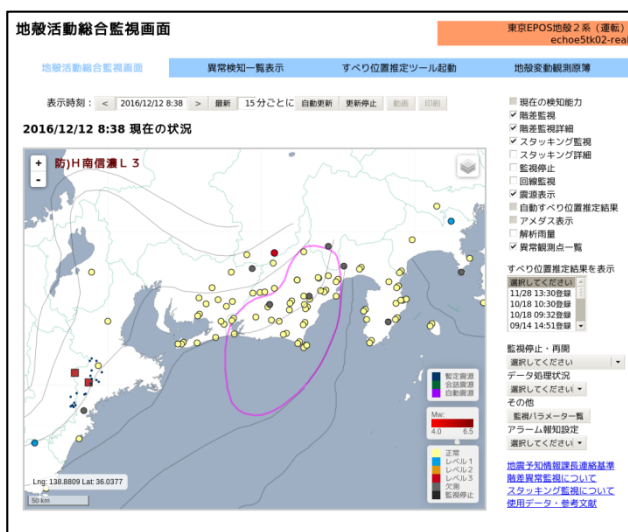 地殻活動総合監視画面
東京EPOS地殻2系（運転）
echoe5tk02-real
地殻活動総合監視画面 異常検知一覧表示 すべり位置推定ツール起動 地殻変動観測原簿
表示時刻： < 2016/12/12 8:38 > 最新 15分ごとに 自動更新 更新停止 動画 印刷
2016/12/12 8:38 現在の状況
+
-
防)H南信濃L3
暫定震源
会話震源
自動震源
Mw:
4.0 6.5
正常
レベル1
レベル2
レベル3
欠測
監視停止
Lng: 138.8809 Lat: 36.0377
50 km
現在の検知能力
階差監視
階差監視詳細
スタッキング監視
スタッキング詳細
監視停止
回線監視
震源表示
自動すべり位置推定結果
アメダス表示
解析雨量
異常観測点一覧
すべり位置推定結果を表示
選択してください
11/28 13:30登録
10/18 10:30登録
10/18 09:32登録
09/14 14:51登録
監視停止・再開
選択してください
データ処理状況
選択してください
その他
監視パラメータ一覧
アラーム報知設定
選択してください
地震予知情報課長連絡基準
階差異常監視について
スタッキング監視について
使用データ・参考文献